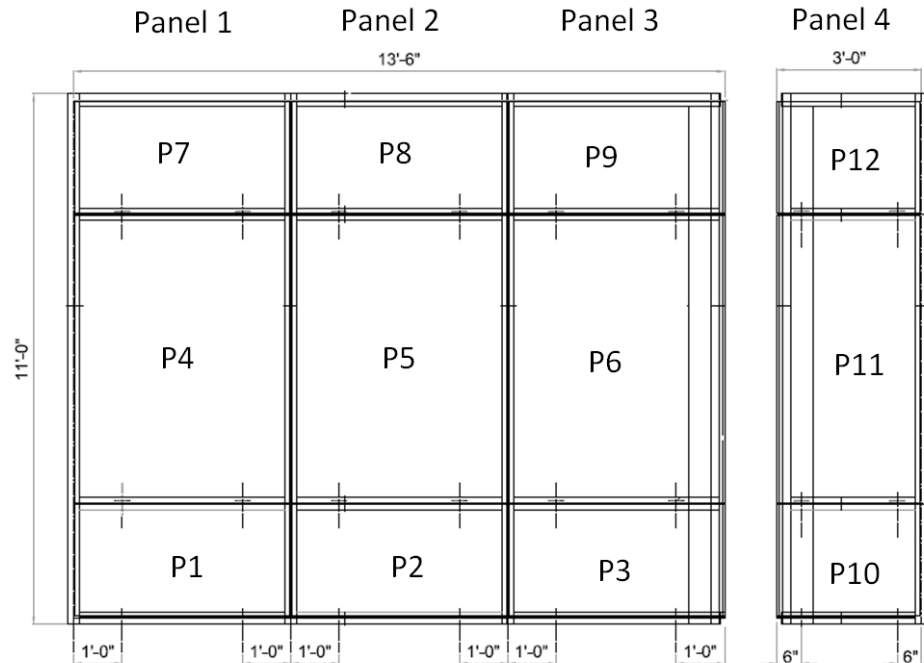 Panel 1 Panel 2 Panel 3 Panel 4
13'-6" 3'-0"
P7 P8 P9 P12
11'-0"
P4 P5 P6 P11
P1 P2 P3 P10
1'-0" 1'-0" 1'-0" 1'-0" 1'-0" 1'-0" 6" 6"